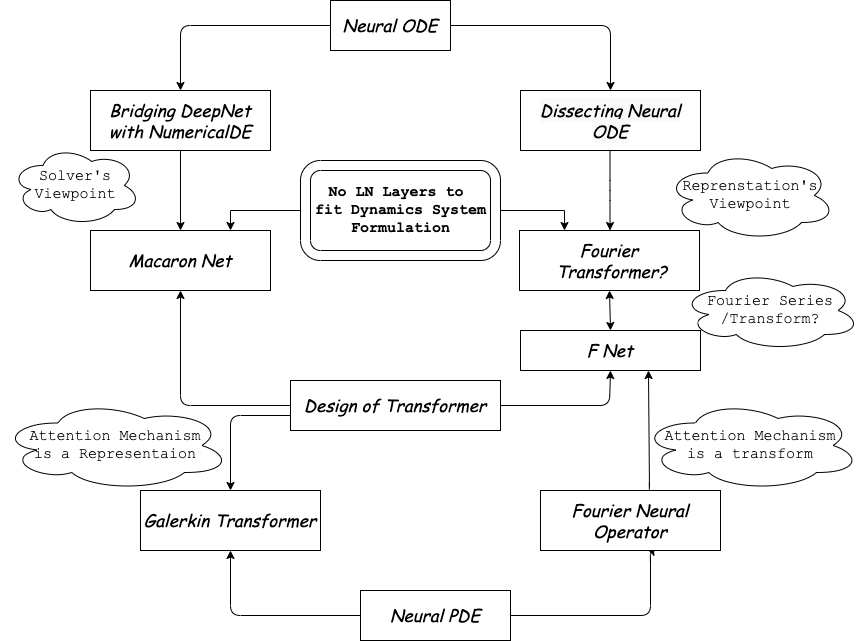 Neural ODE
Bridging DeepNet
with NumericalDE
Dissecting Neural
ODE
Solver's
Viewpoint
No LN Layers to
fit Dynamics System
Formulation
Reprenstation's
Viewpoint
Macaron Net
Fourier
Transformer?
Fourier Series
/Transform?
F Net
Design of Transformer
Attention Mechanism
is a Representaion
Attention Mechanism
is a transform
Galerkin Transformer
Fourier Neural
Operator
Neural PDE